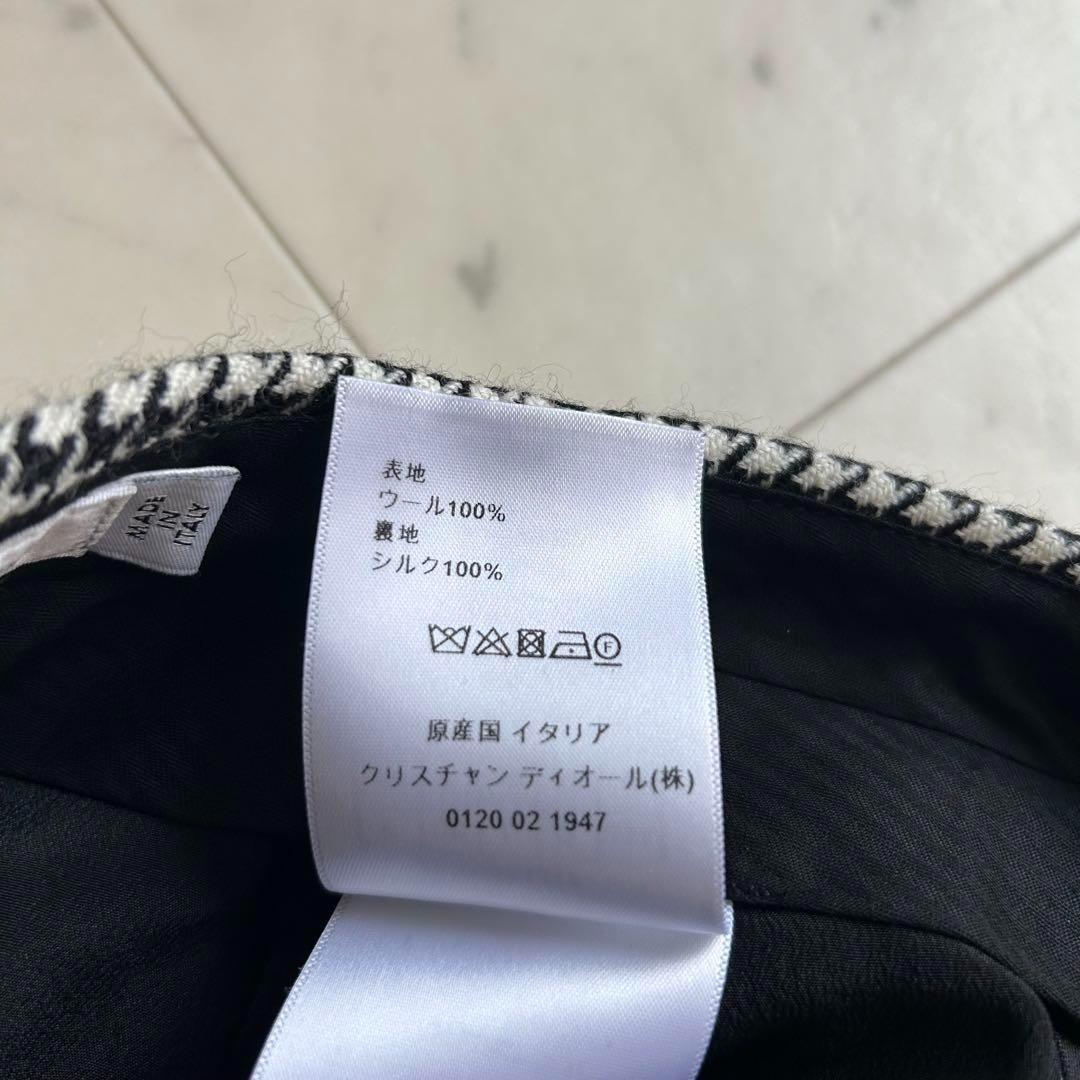 MADE
IN
ITALY
表地
ウール100%
裏地
シルク100%
F
原産国 イタリア
クリスチャン ディオール(株)
0120 02 1947